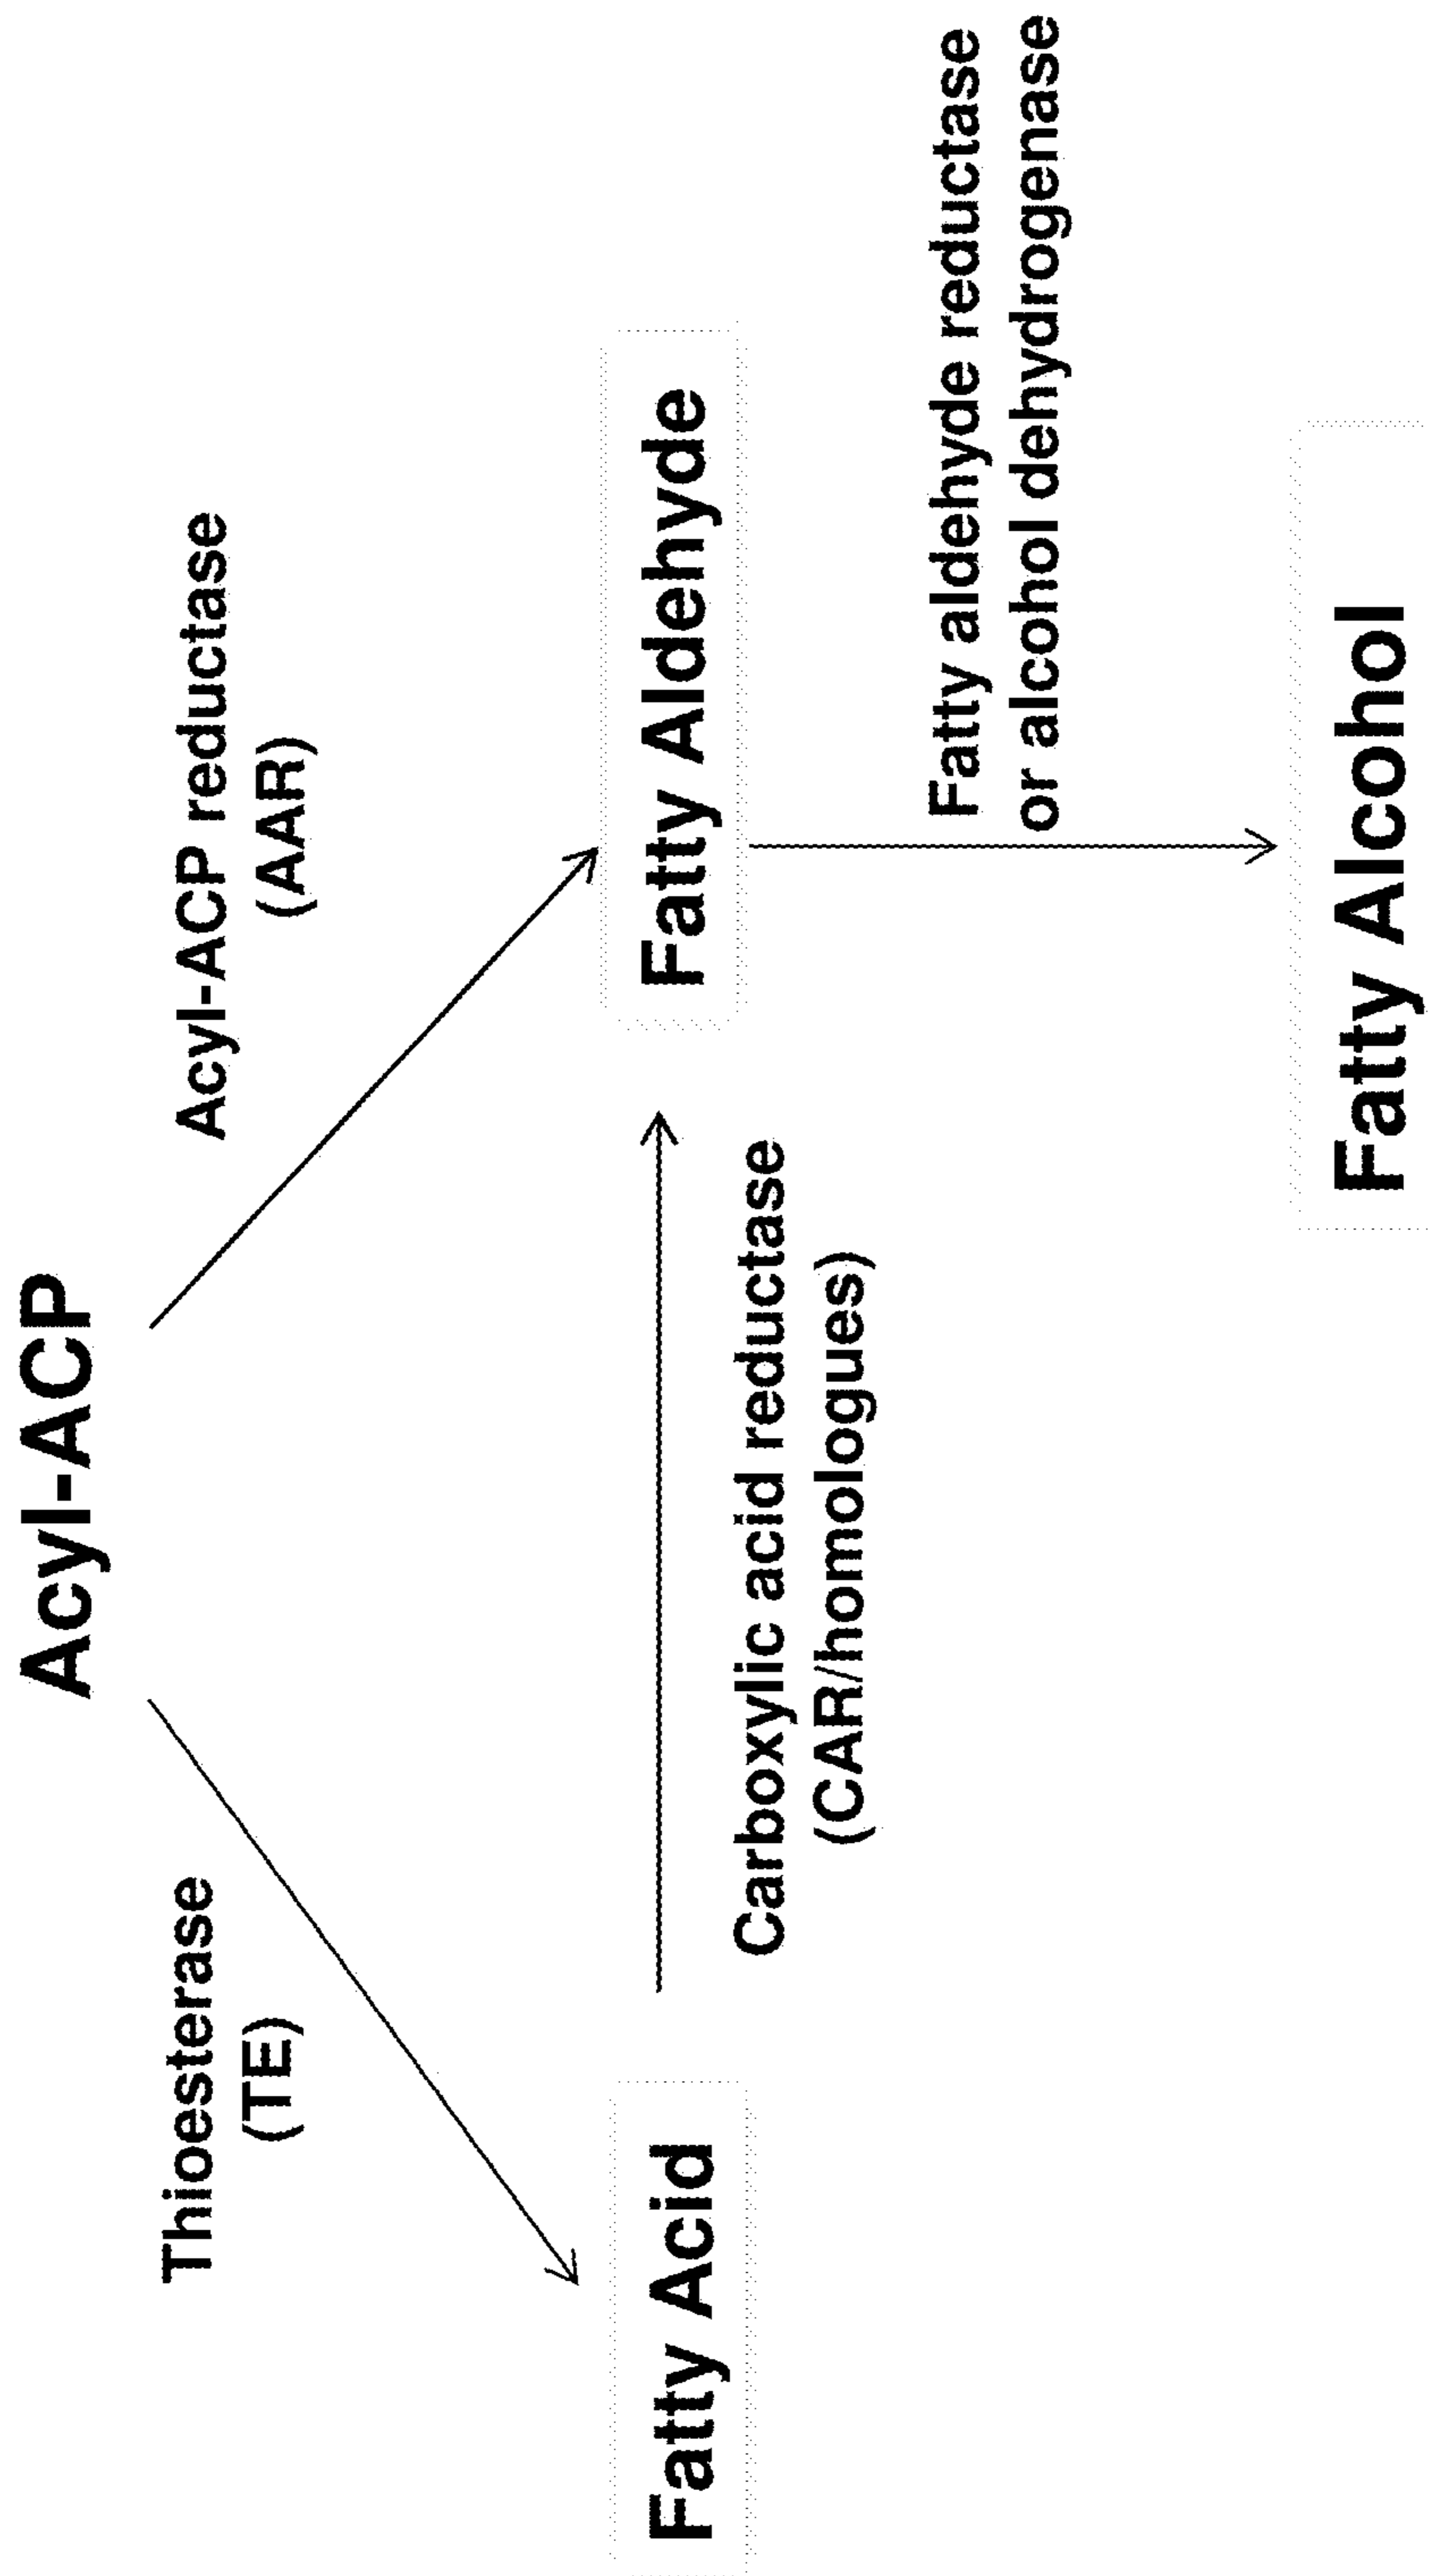 Acyl-ACP
Thioesterase
(TE)
Acyl-ACP reductase
(AAR)
Fatty Acid
Carboxylic acid reductase
(CAR/homologues)
Fatty Aldehyde
Fatty aldehyde reductase
or alcohol dehydrogenase
Fatty Alcohol